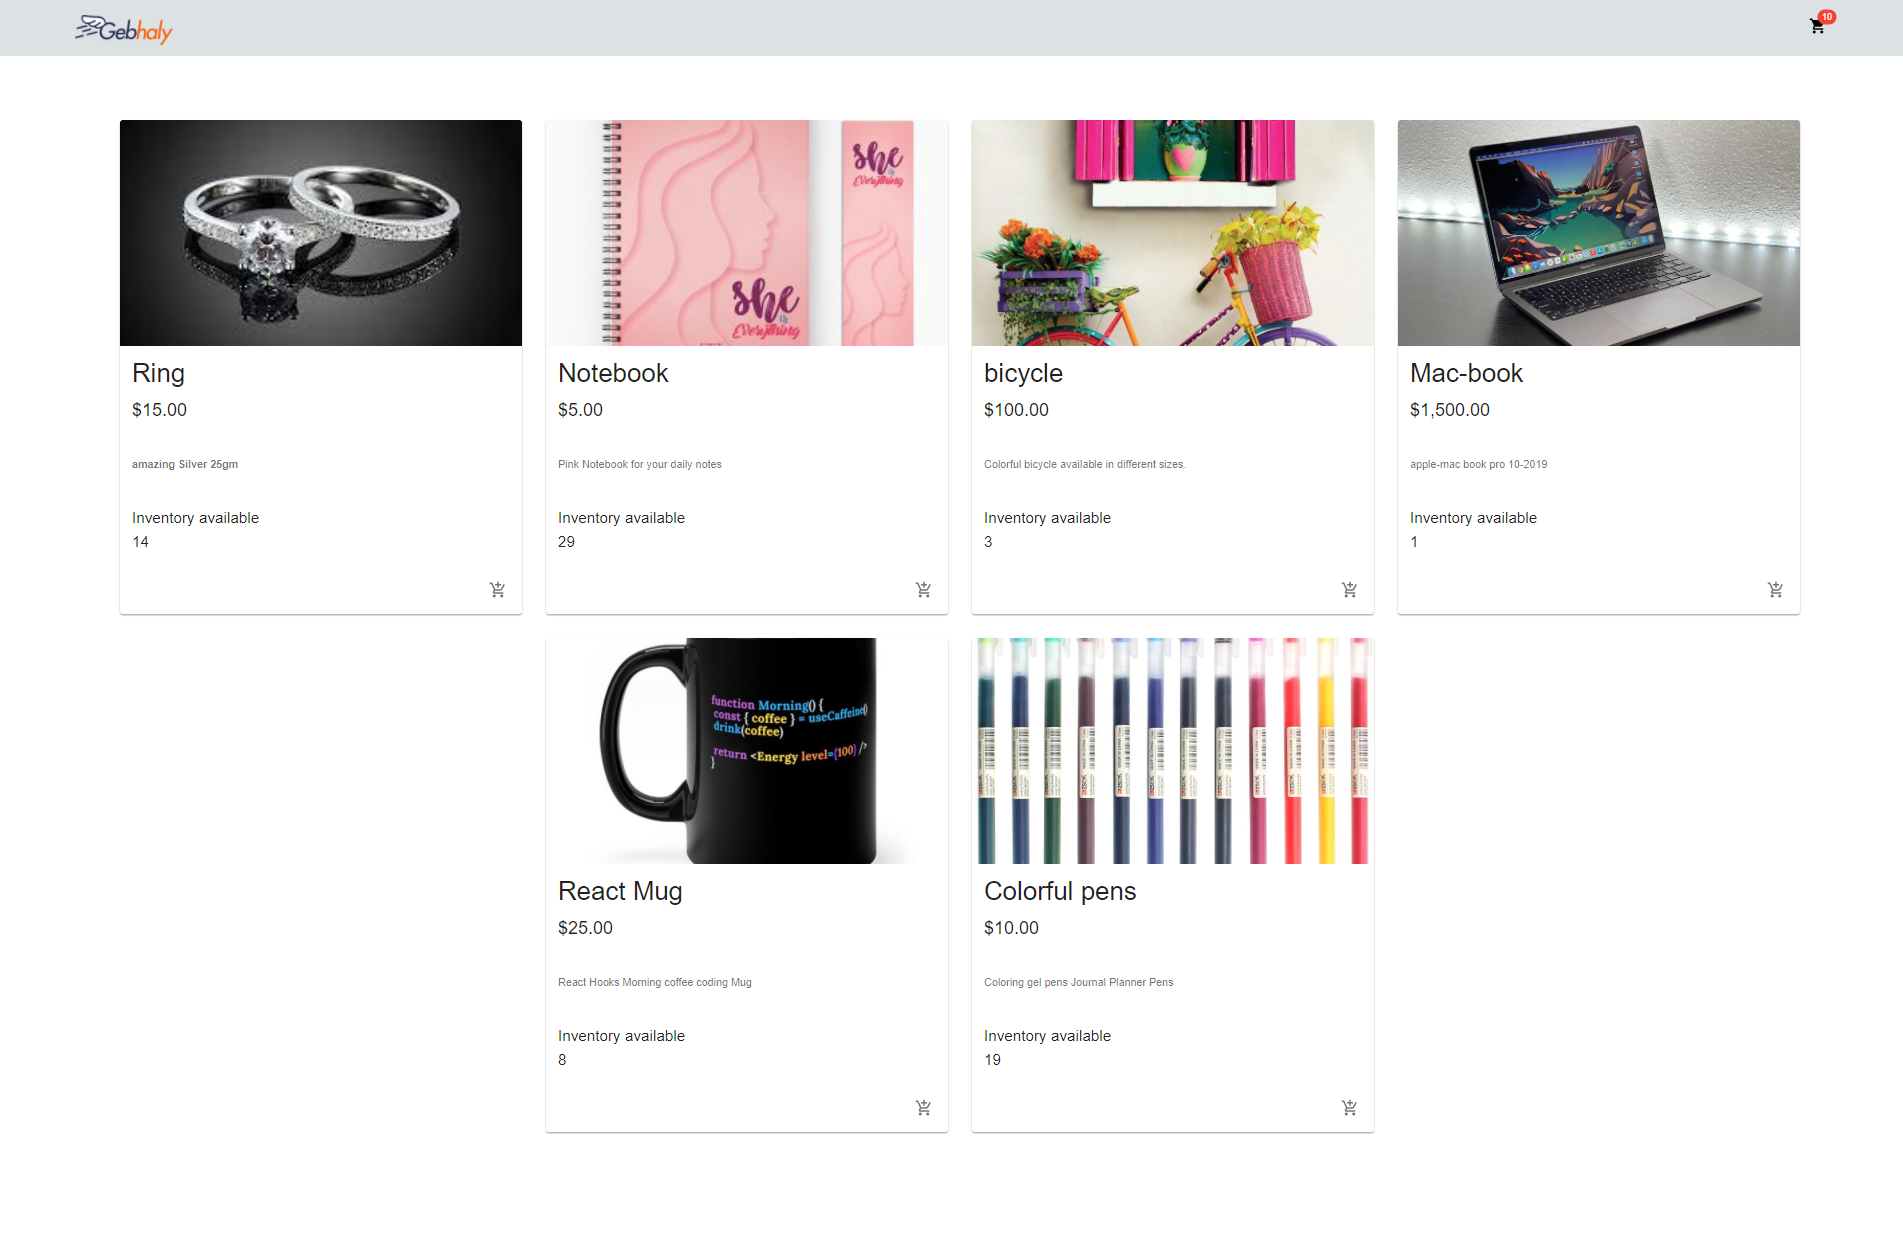 Gebhaly
10
she
is
Everything
she
is
Everything
Ring
$15.00
amazing Silver 25gm
Inventory available
14
Notebook
$5.00
Pink Notebook for your daily notes
Inventory available
29
bicycle
$100.00
Colorful bicycle available in different sizes.
Inventory available
3
Mac-book
$1,500.00
apple-mac book pro 10-2019
Inventory available
1
function Morning() {
const { coffee } = useCaffeine()
drink(coffee)
return <Energy level={100} />
}
React Mug
$25.00
React Hooks Morning coffee coding Mug
Inventory available
8
Colorful pens
$10.00
Coloring gel pens Journal Planner Pens
Inventory available
19